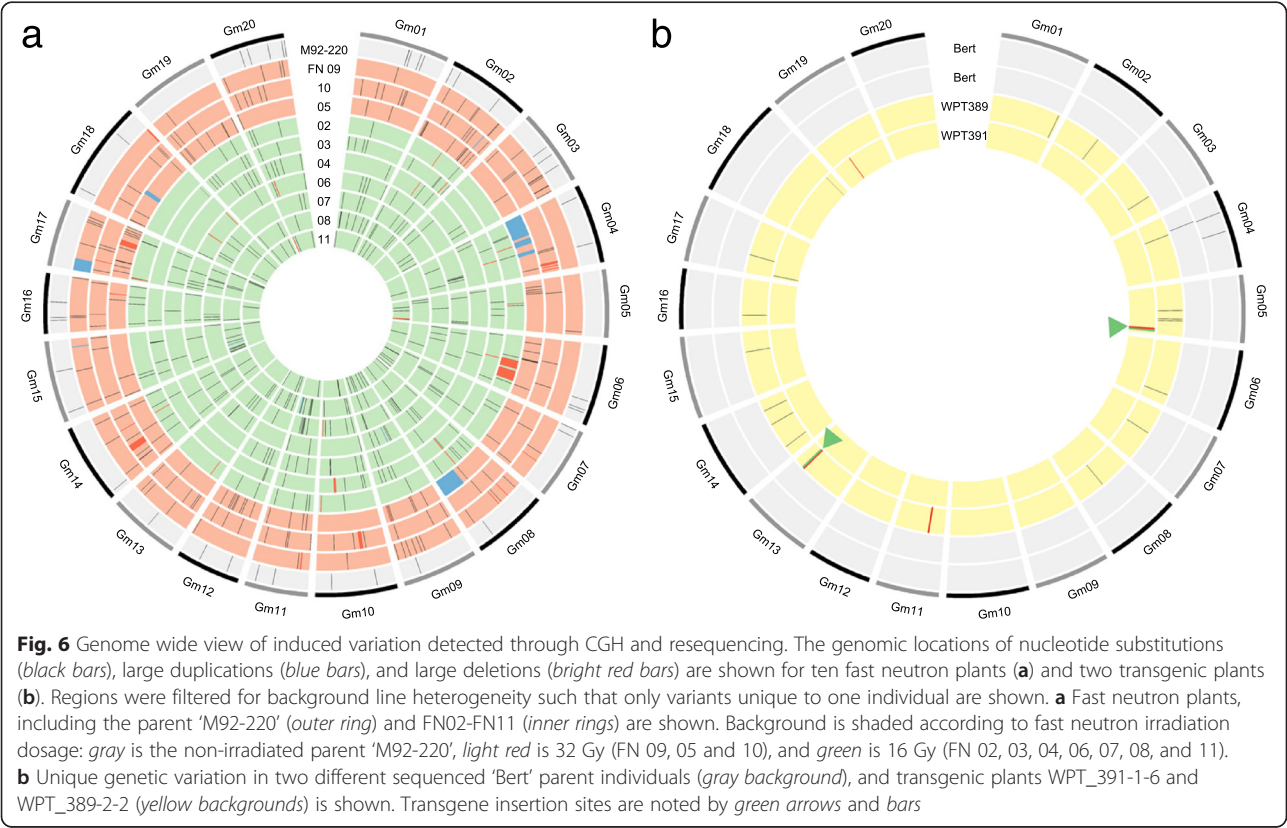 a
Gm01
Gm02
Gm03
Gm04
Gm05
Gm06
Gm07
Gm08
Gm09
Gm10
Gm11
Gm12
Gm13
Gm14
Gm15
Gm16
Gm17
Gm18
Gm19
Gm20
M92-220
FN 09
10
05
02
03
04
06
07
08
11
b
Gm01
Gm02
Gm03
Gm04
Gm05
Gm06
Gm07
Gm08
Gm09
Gm10
Gm11
Gm12
Gm13
Gm14
Gm15
Gm16
Gm17
Gm18
Gm19
Gm20
Bert
Bert
WPT389
WPT391
Fig. 6 Genome wide view of induced variation detected through CGH and resequencing. The genomic locations of nucleotide substitutions
(black bars), large duplications (blue bars), and large deletions (bright red bars) are shown for ten fast neutron plants (a) and two transgenic plants
(b). Regions were filtered for background line heterogeneity such that only variants unique to one individual are shown. a Fast neutron plants,
including the parent ‘M92-220’ (outer ring) and FN02-FN11 (inner rings) are shown. Background is shaded according to fast neutron irradiation
dosage: gray is the non-irradiated parent ‘M92-220’, light red is 32 Gy (FN 09, 05 and 10), and green is 16 Gy (FN 02, 03, 04, 06, 07, 08, and 11).
b Unique genetic variation in two different sequenced ‘Bert’ parent individuals (gray background), and transgenic plants WPT_391-1-6 and
WPT_389-2-2 (yellow backgrounds) is shown. Transgene insertion sites are noted by green arrows and bars